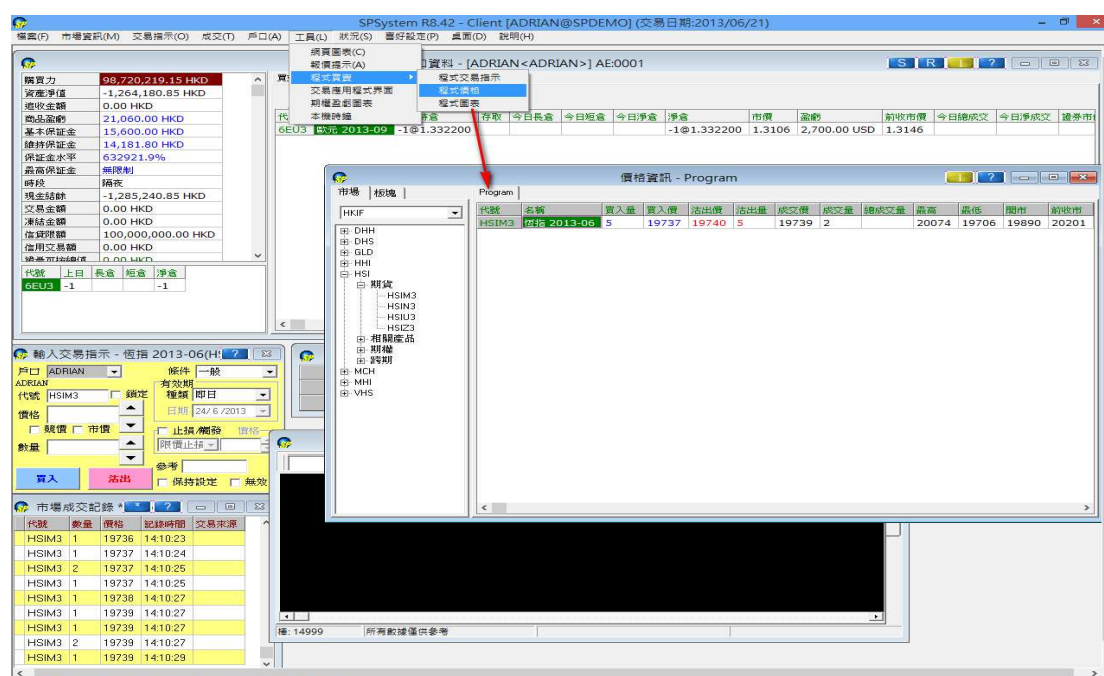 SPSystem R8.42 - Client [ADRIAN@SPDEMO] (交易日期:2013/06/21)
檔案(F) 市場資訊(M) 交易指示(O) 成交(T) 戶口(A) 工具(L) 狀況(S) 喜好設定(P) 桌面(D) 說明(H)
網頁圖表(C)
報價提示(A)
程式買賣
交易應用程式界面
期權盈虧圖表
本機時鐘
程式交易指示
程式價格
程式圖表
資料 - [ADRIAN<ADRIAN>] AE:0001
S R
購買力 98,720,219.15 HKD
資產淨值 -1,264,180.85 HKD
追收金額 0.00 HKD
商品盈虧 21,060.00 HKD
基本保証金 15,600.00 HKD
維持保証金 14,181.80 HKD
保証金水平 632921.9%
最高保証金 無限制
時段 隔夜
現金結餘 -1,285,240.85 HKD
交易金額 0.00 HKD
凍結金額 0.00 HKD
信貸限額 100,000,000.00 HKD
信用交易額 0.00 HKD
0.00 HKD
代號 上日 長倉 短倉 淨倉
6EU3 -1 -1
存取 今日長倉 今日短倉 今日淨倉 淨倉 市價 盈虧 前收市價 今日總成交 今日淨成交
6EU3 歐元 2013-09 -1@1.332200 -1@1.332200 1.3106 2,700.00 USD 1.3146
價格資訊 - Program
市場 板塊
HKIF
DHH
DHS
GLD
HHI
HSI
期貨
HSIM3
HSIN3
HSIU3
HSIZ3
相關產品
期權
跨期
MCH
MHI
VHS
Program
代號 名稱 買入量 買入價 沽出價 沽出量 成交價 成交量 總成交量 最高 最低 開市 前收市
HSIM3 恆指 2013-06 5 19737 19740 5 19739 2 20074 19706 19890 20201
輸入交易指示 - 恆指 2013-06(H
戶口 ADRIAN 條件 一般
ADRIAN 有效期
代號 HSIM3 鎖定 種類 即日
日期 24/ 6 /2013
價格
競價 市價 止損/觸發 價格
數量 限價止損
參考
買入 沽出 保持設定 無效
市場成交記錄 *
代號 數量 價格 記錄時間 交易來源
HSIM3 1 19736 14:10:23
HSIM3 1 19737 14:10:24
HSIM3 2 19737 14:10:25
HSIM3 1 19737 14:10:25
HSIM3 1 19738 14:10:27
HSIM3 1 19739 14:10:27
HSIM3 1 19739 14:10:27
HSIM3 2 19739 14:10:27
HSIM3 1 19739 14:10:29
14999 所有數據僅供參考